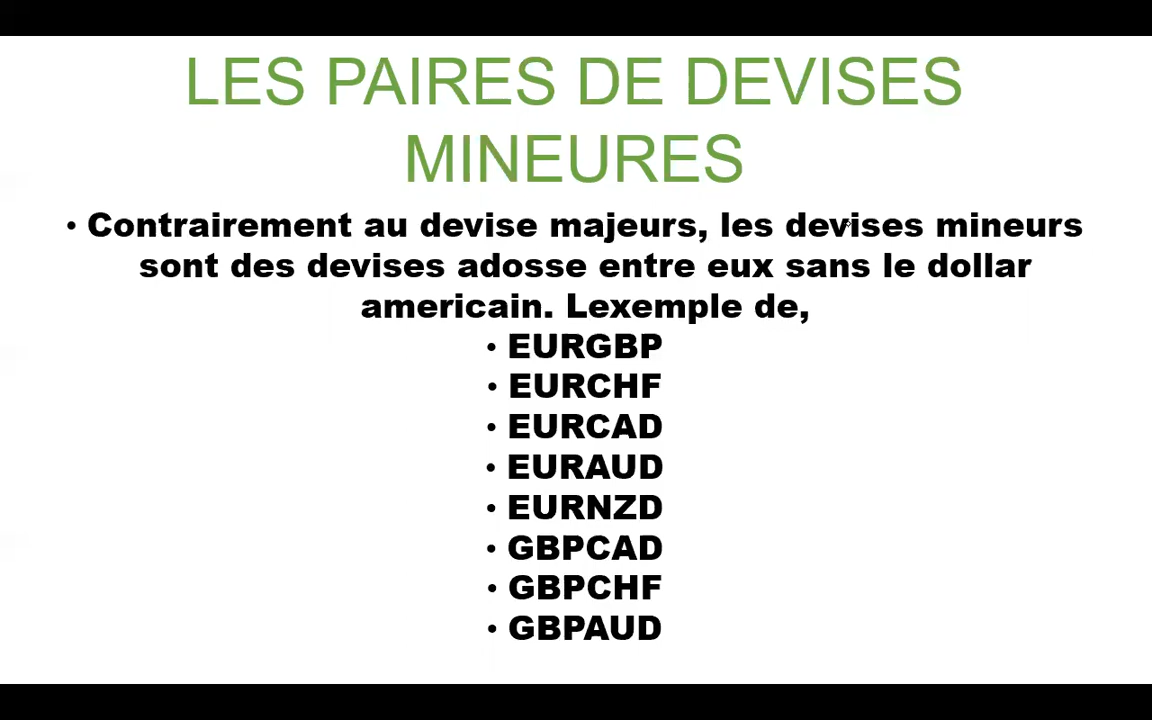 LES PAIRES DE DEVISES
MINEURES
• Contrairement au devise majeurs, les devises mineurs
sont des devises adosse entre eux sans le dollar
americain. Lexemple de,
• EURGBP
• EURCHF
• EURCAD
• EURAUD
• EURNZD
• GBPCAD
• GBPCHF
• GBPAUD